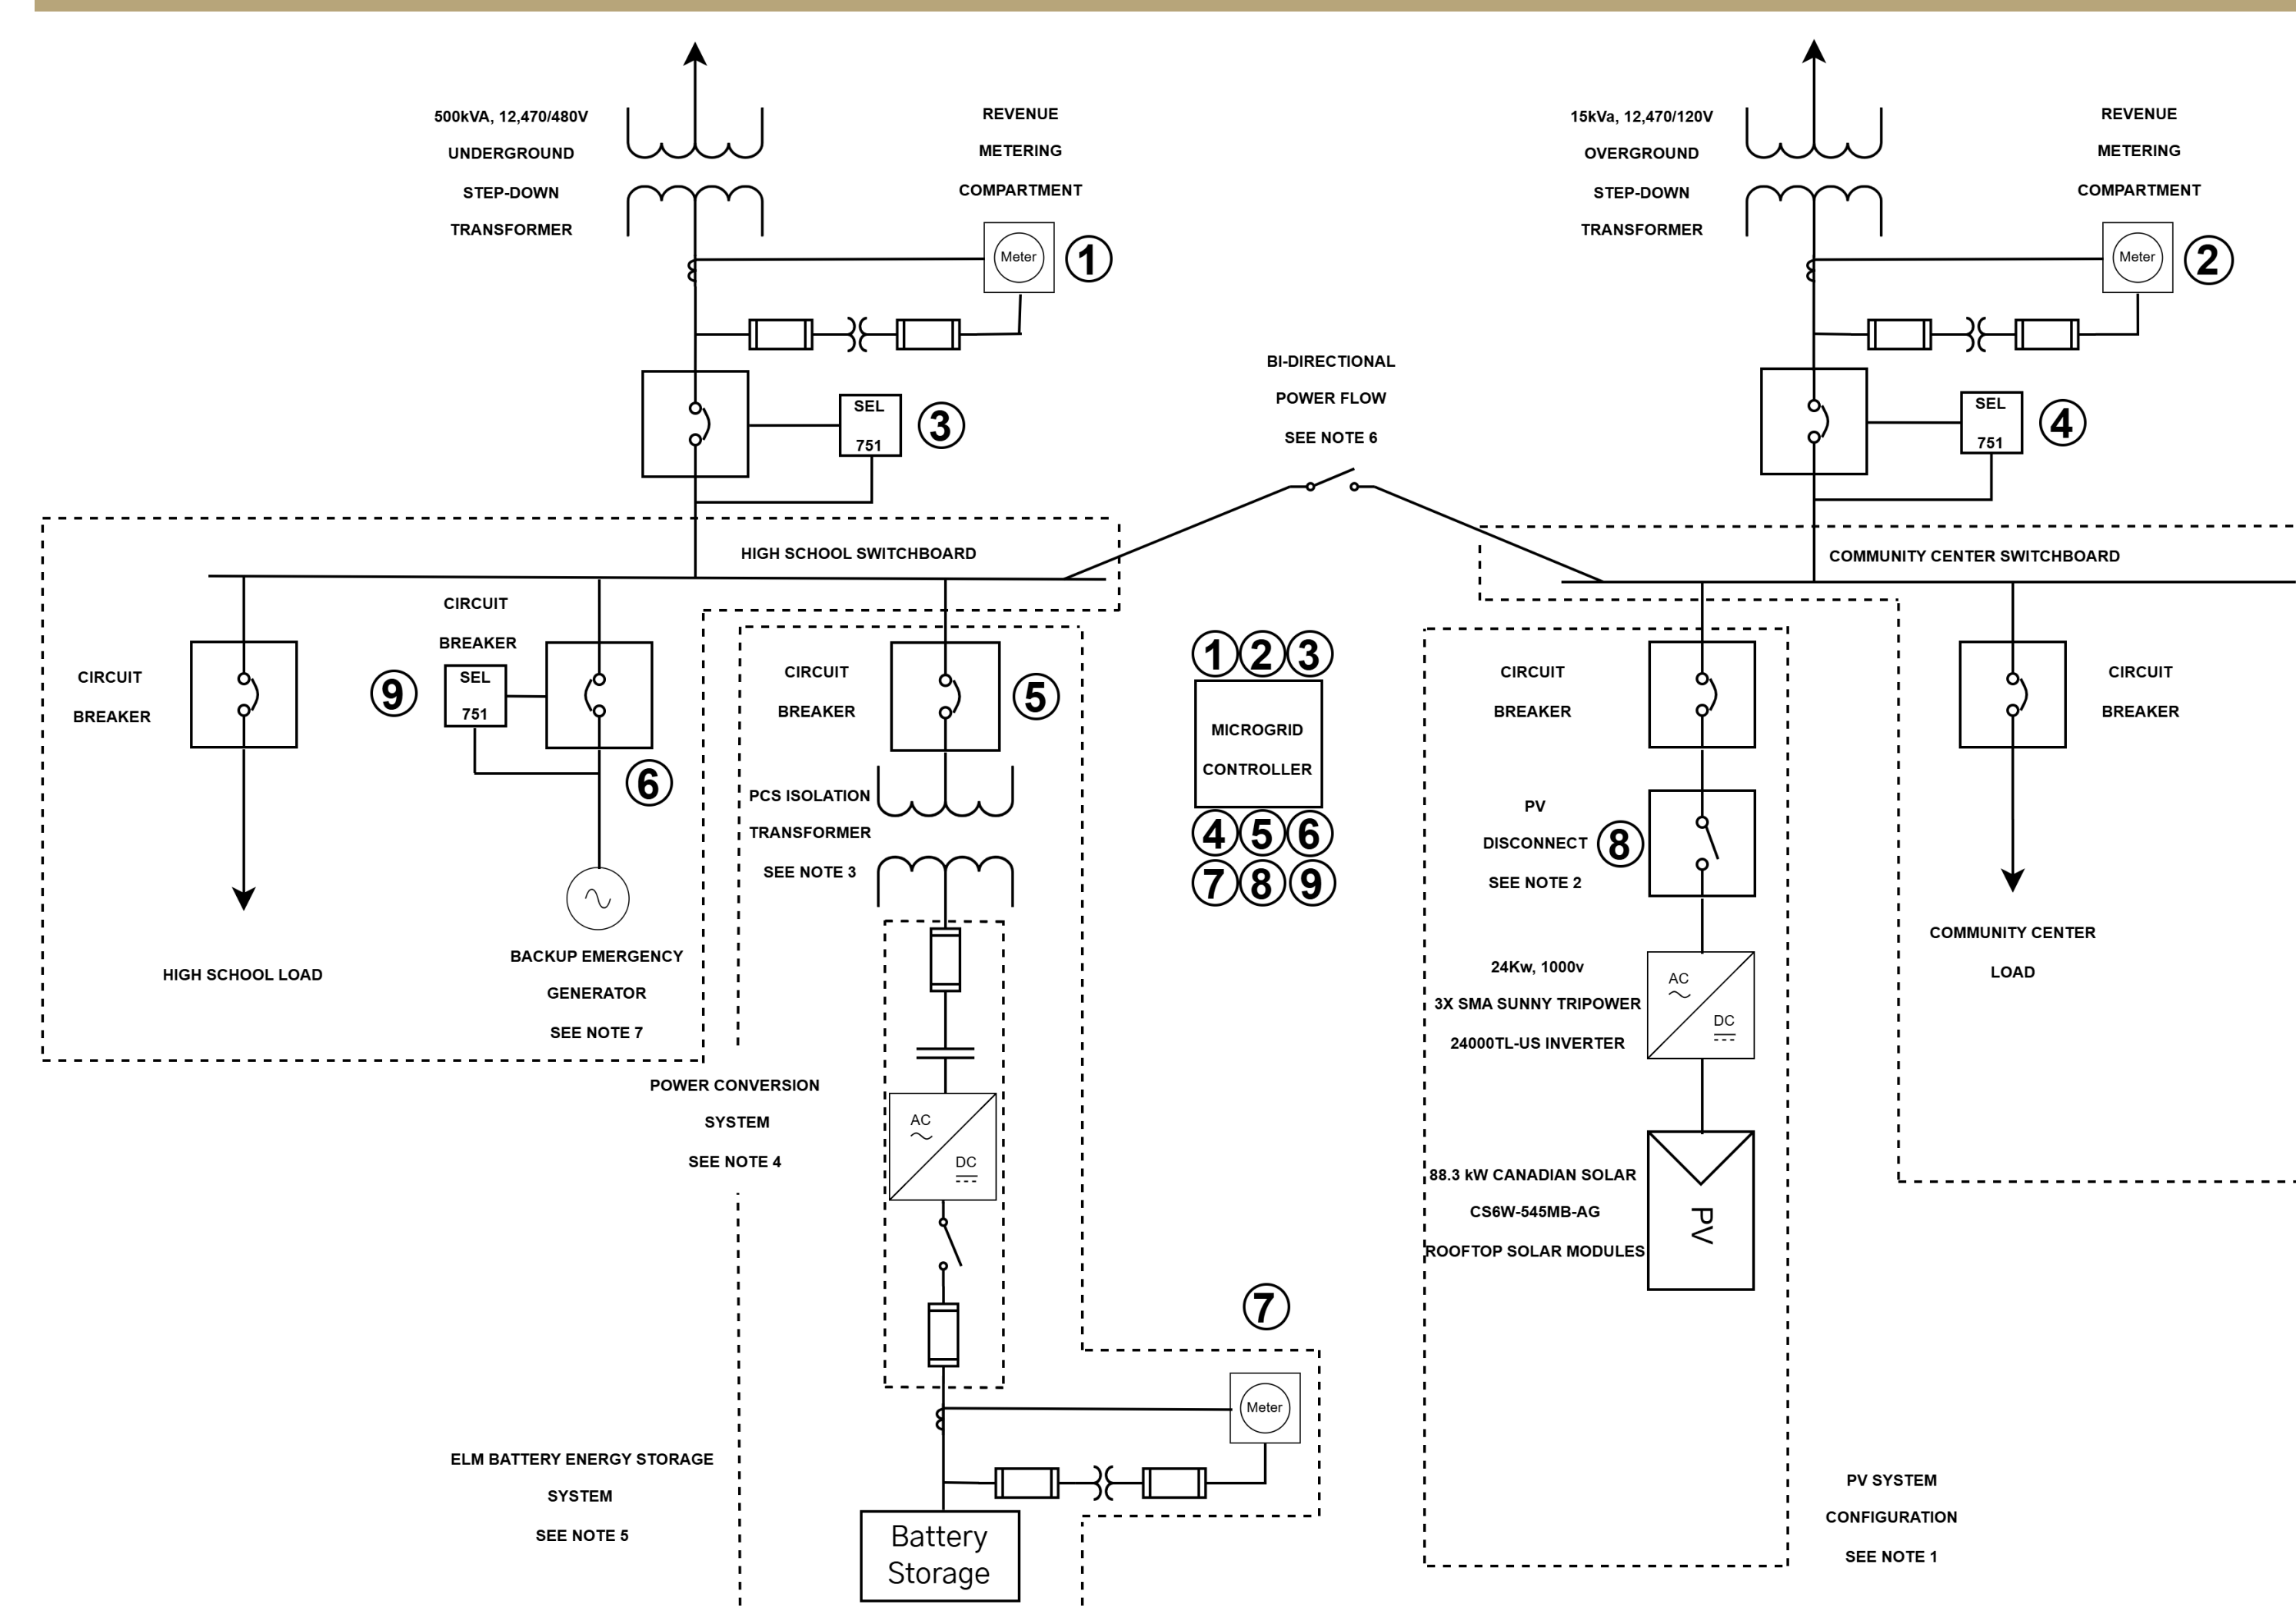 500kVA, 12,470/480V
UNDERGROUND
STEP-DOWN
TRANSFORMER
REVENUE
METERING
COMPARTMENT
Meter
1
15kVa, 12,470/120V
OVERGROUND
STEP-DOWN
TRANSFORMER
REVENUE
METERING
COMPARTMENT
Meter
2
SEL
751
3
BI-DIRECTIONAL
POWER FLOW
SEE NOTE 6
SEL
751
4
HIGH SCHOOL SWITCHBOARD
COMMUNITY CENTER SWITCHBOARD
CIRCUIT
BREAKER
CIRCUIT
BREAKER
9
SEL
751
6
CIRCUIT
BREAKER
5
PCS ISOLATION
TRANSFORMER
SEE NOTE 3
1 2 3
MICROGRID
CONTROLLER
4 5 6
7 8 9
CIRCUIT
BREAKER
PV
DISCONNECT
SEE NOTE 2
8
CIRCUIT
BREAKER
HIGH SCHOOL LOAD
BACKUP EMERGENCY
GENERATOR
SEE NOTE 7
COMMUNITY CENTER
LOAD
24Kw, 1000v
3X SMA SUNNY TRIPOWER
24000TL-US INVERTER
AC
DC
POWER CONVERSION
SYSTEM
SEE NOTE 4
AC
DC
88.3 kW CANADIAN SOLAR
CS6W-545MB-AG
ROOFTOP SOLAR MODULES
PV
7
Meter
ELM BATTERY ENERGY STORAGE
SYSTEM
SEE NOTE 5
Battery
Storage
PV SYSTEM
CONFIGURATION
SEE NOTE 1